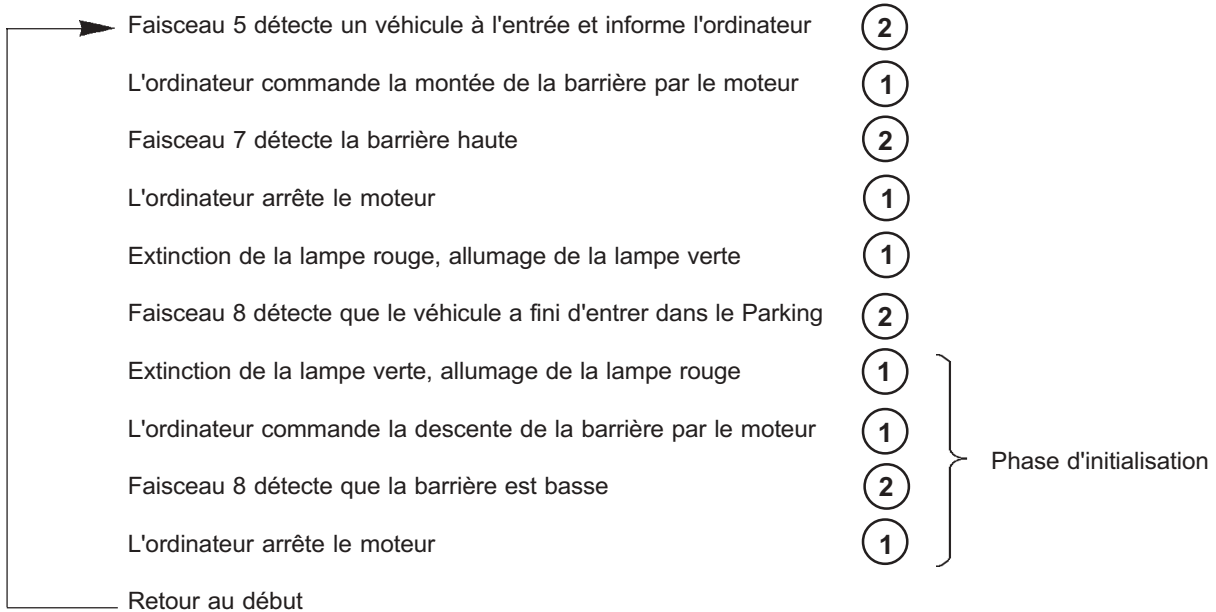 Faisceau 5 détecte un véhicule à l'entrée et informe l'ordinateur 2
L'ordinateur commande la montée de la barrière par le moteur 1
Faisceau 7 détecte la barrière haute 2
L'ordinateur arrête le moteur 1
Extinction de la lampe rouge, allumage de la lampe verte 1
Faisceau 8 détecte que le véhicule a fini d'entrer dans le Parking 2
Extinction de la lampe verte, allumage de la lampe rouge 1
L'ordinateur commande la descente de la barrière par le moteur 1
Phase d'initialisation
Faisceau 8 détecte que la barrière est basse 2
L'ordinateur arrête le moteur 1
Retour au début